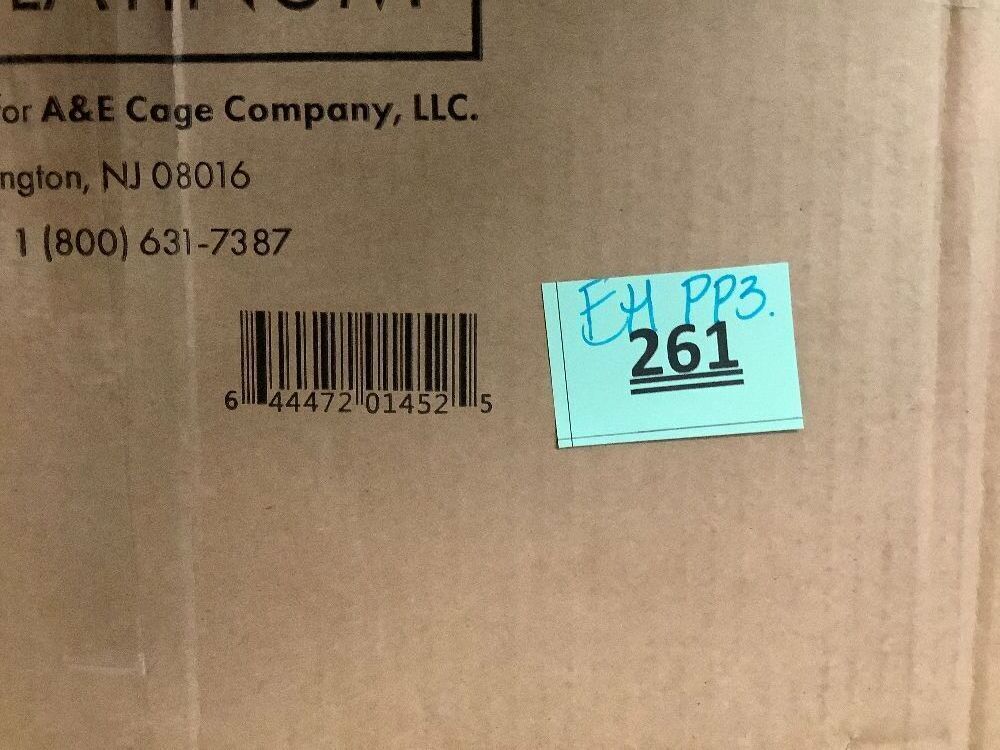 for A&E Cage Company, LLC.
ngton, NJ 08016
1 (800) 631-7387
EH PP3.
261
6 44472 01452 5